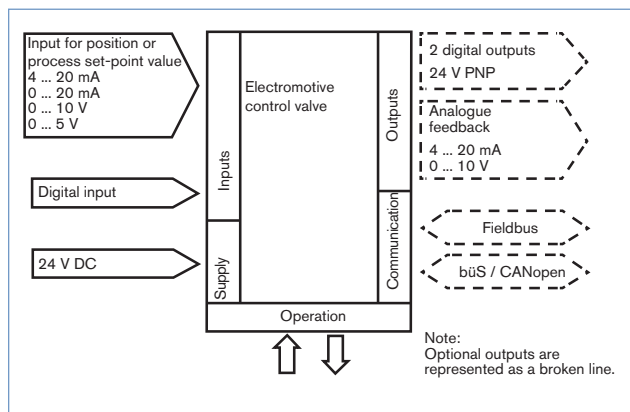 Input for position or
process set-point value
4 ... 20 mA
0 ... 20 mA
0 ... 10 V
0 ... 5 V
Digital input
24 V DC
Inputs
Supply
Electromotive
control valve
Outputs
Communication
Operation
2 digital outputs
24 V PNP
Analogue
feedback
4 ... 20 mA
0 ... 10 V
Fieldbus
büS / CANopen
Note:
Optional outputs are
represented as a broken line.